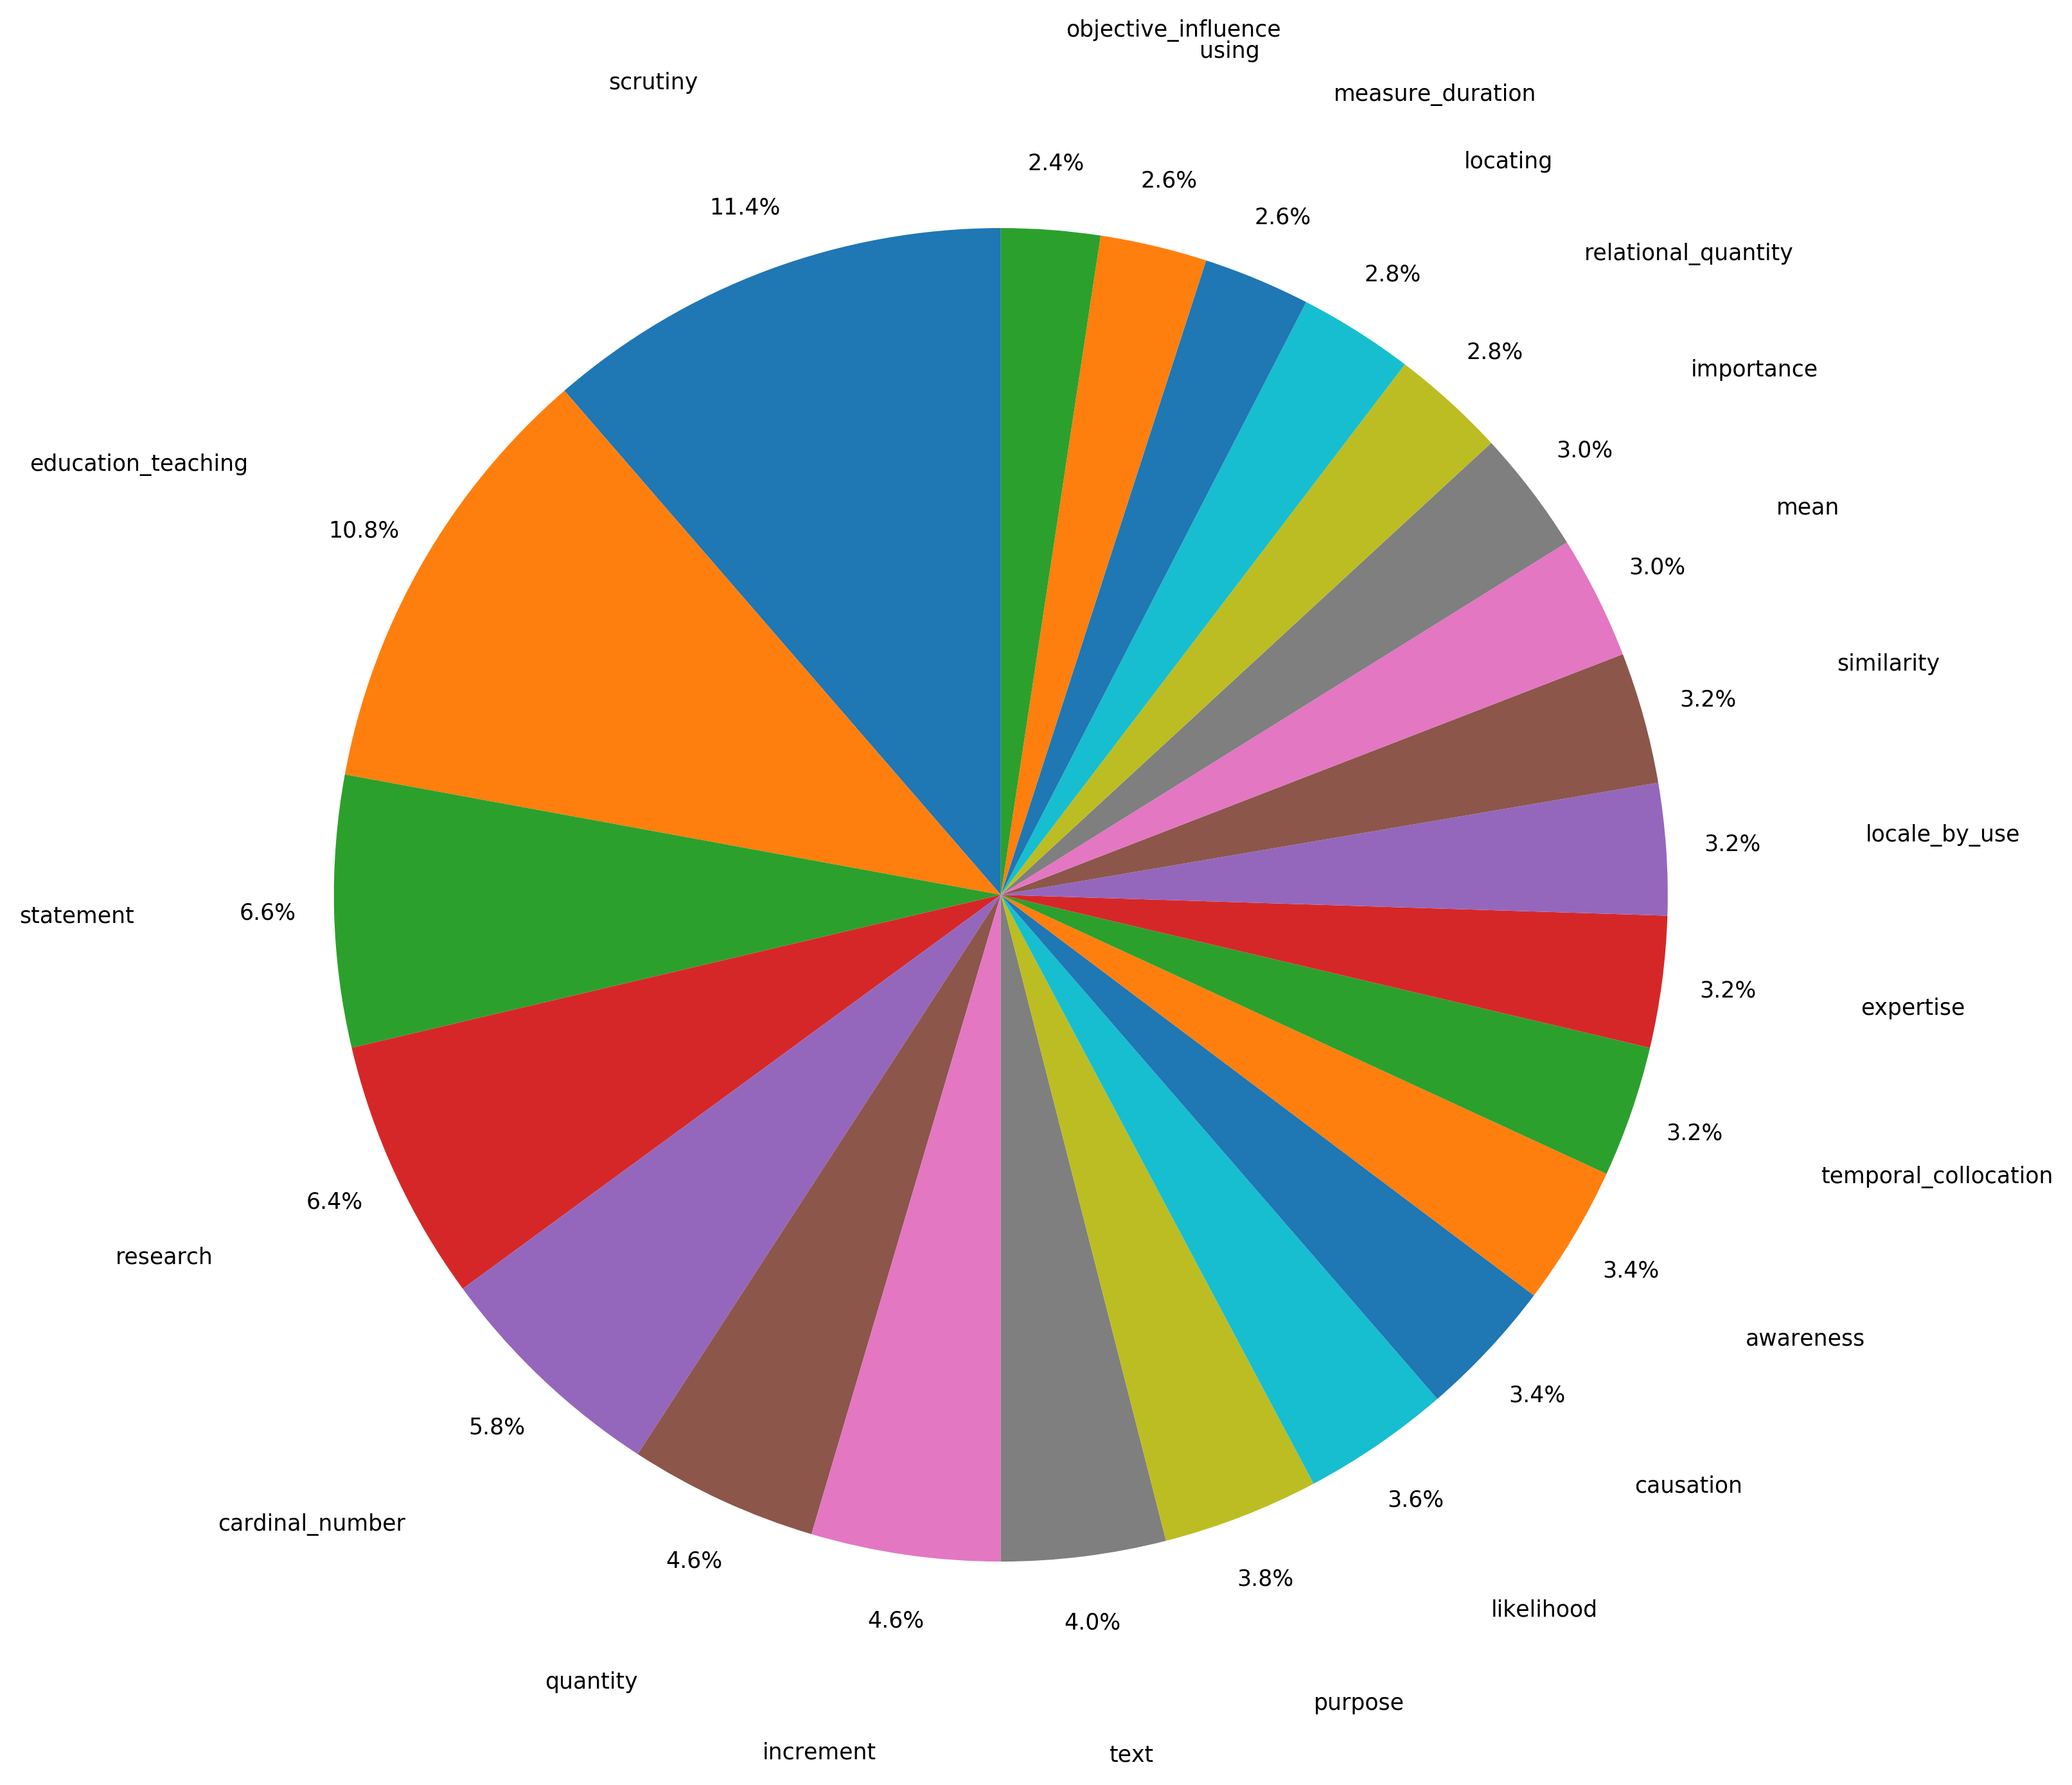 objective_influence
using
scrutiny
measure_duration
locating
2.4%
2.6%
11.4%
2.6%
relational_quantity
2.8%
2.8%
importance
3.0%
education_teaching
mean
10.8%
3.0%
similarity
3.2%
locale_by_use
3.2%
statement
6.6%
3.2%
expertise
3.2%
temporal_collocation
6.4%
research
3.4%
awareness
3.4%
5.8%
causation
3.6%
cardinal_number
4.6%
3.8%
likelihood
4.6%
4.0%
quantity
purpose
increment
text